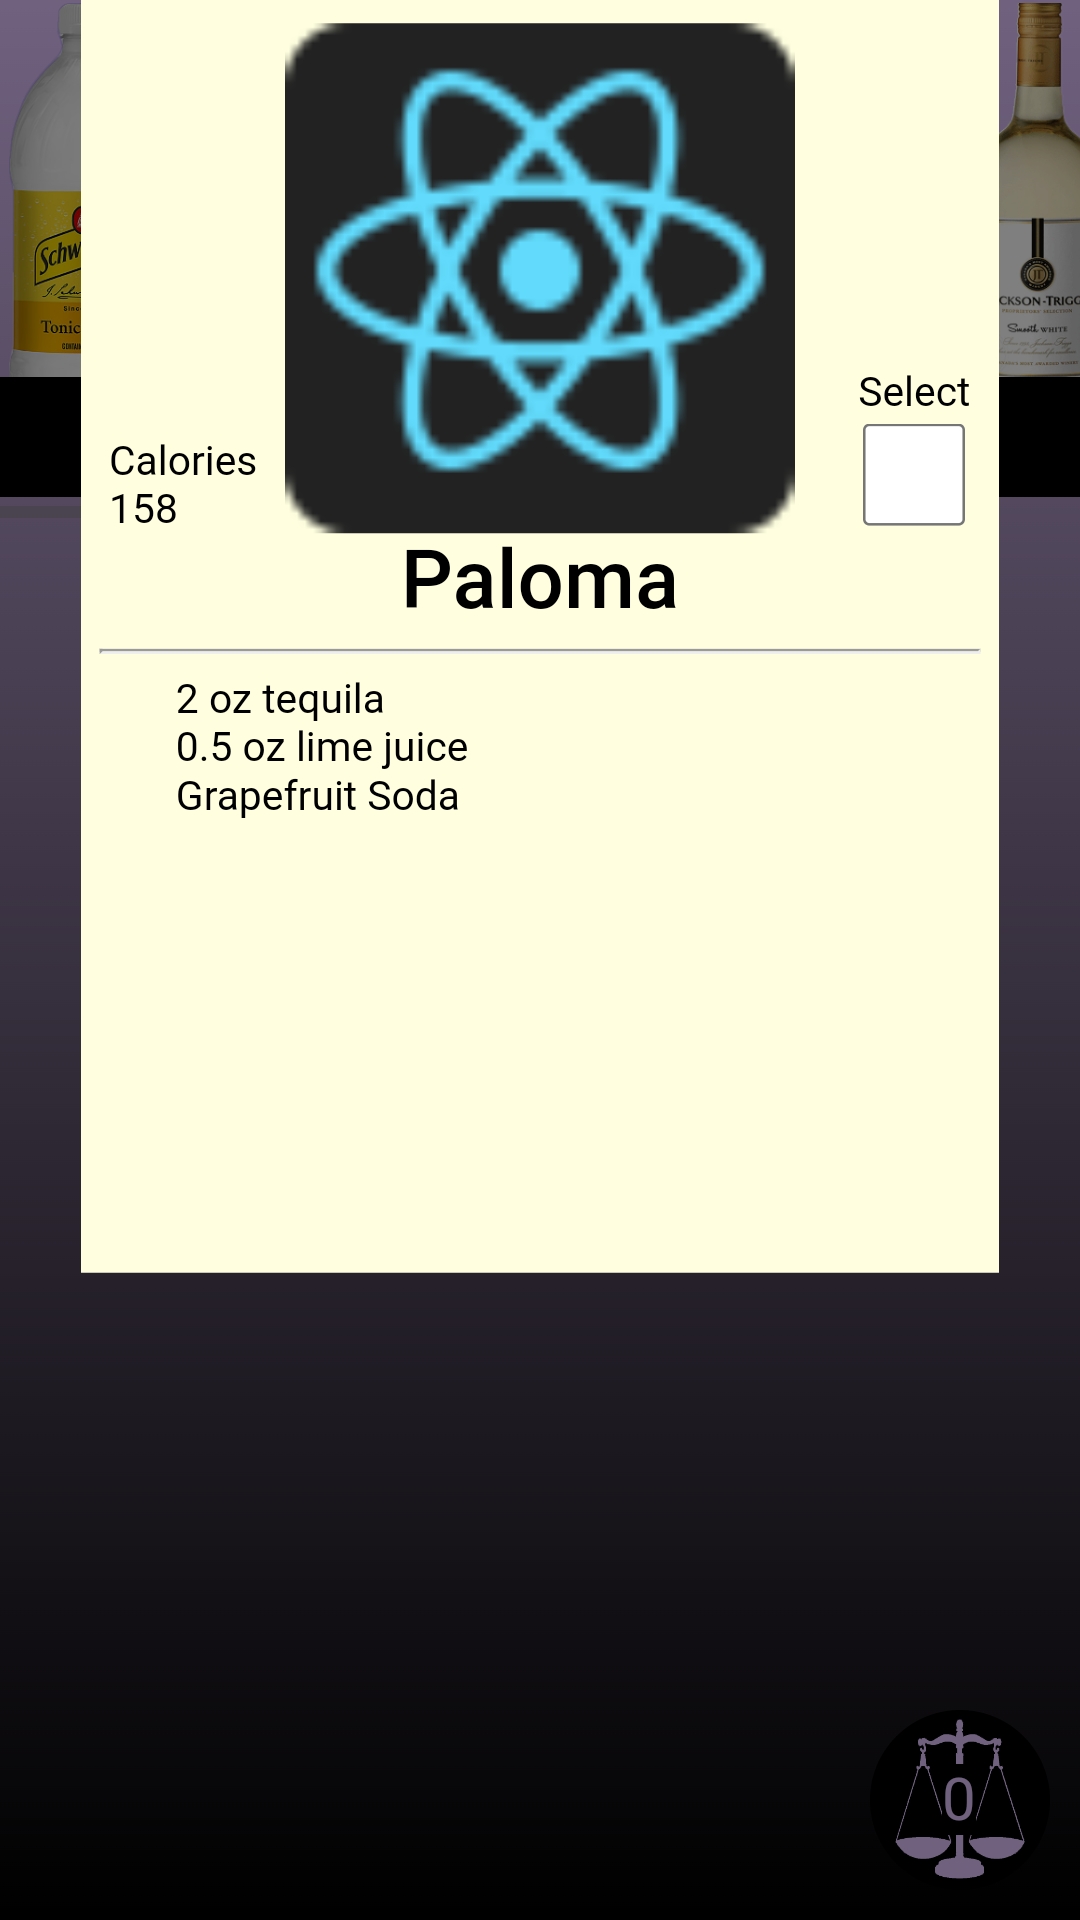 Schw
Tonic
CKSON-TRIGG
Smooth WHITE
Select
Calories
158
Paloma
2 oz tequila
0.5 oz lime juice
Grapefruit Soda
0